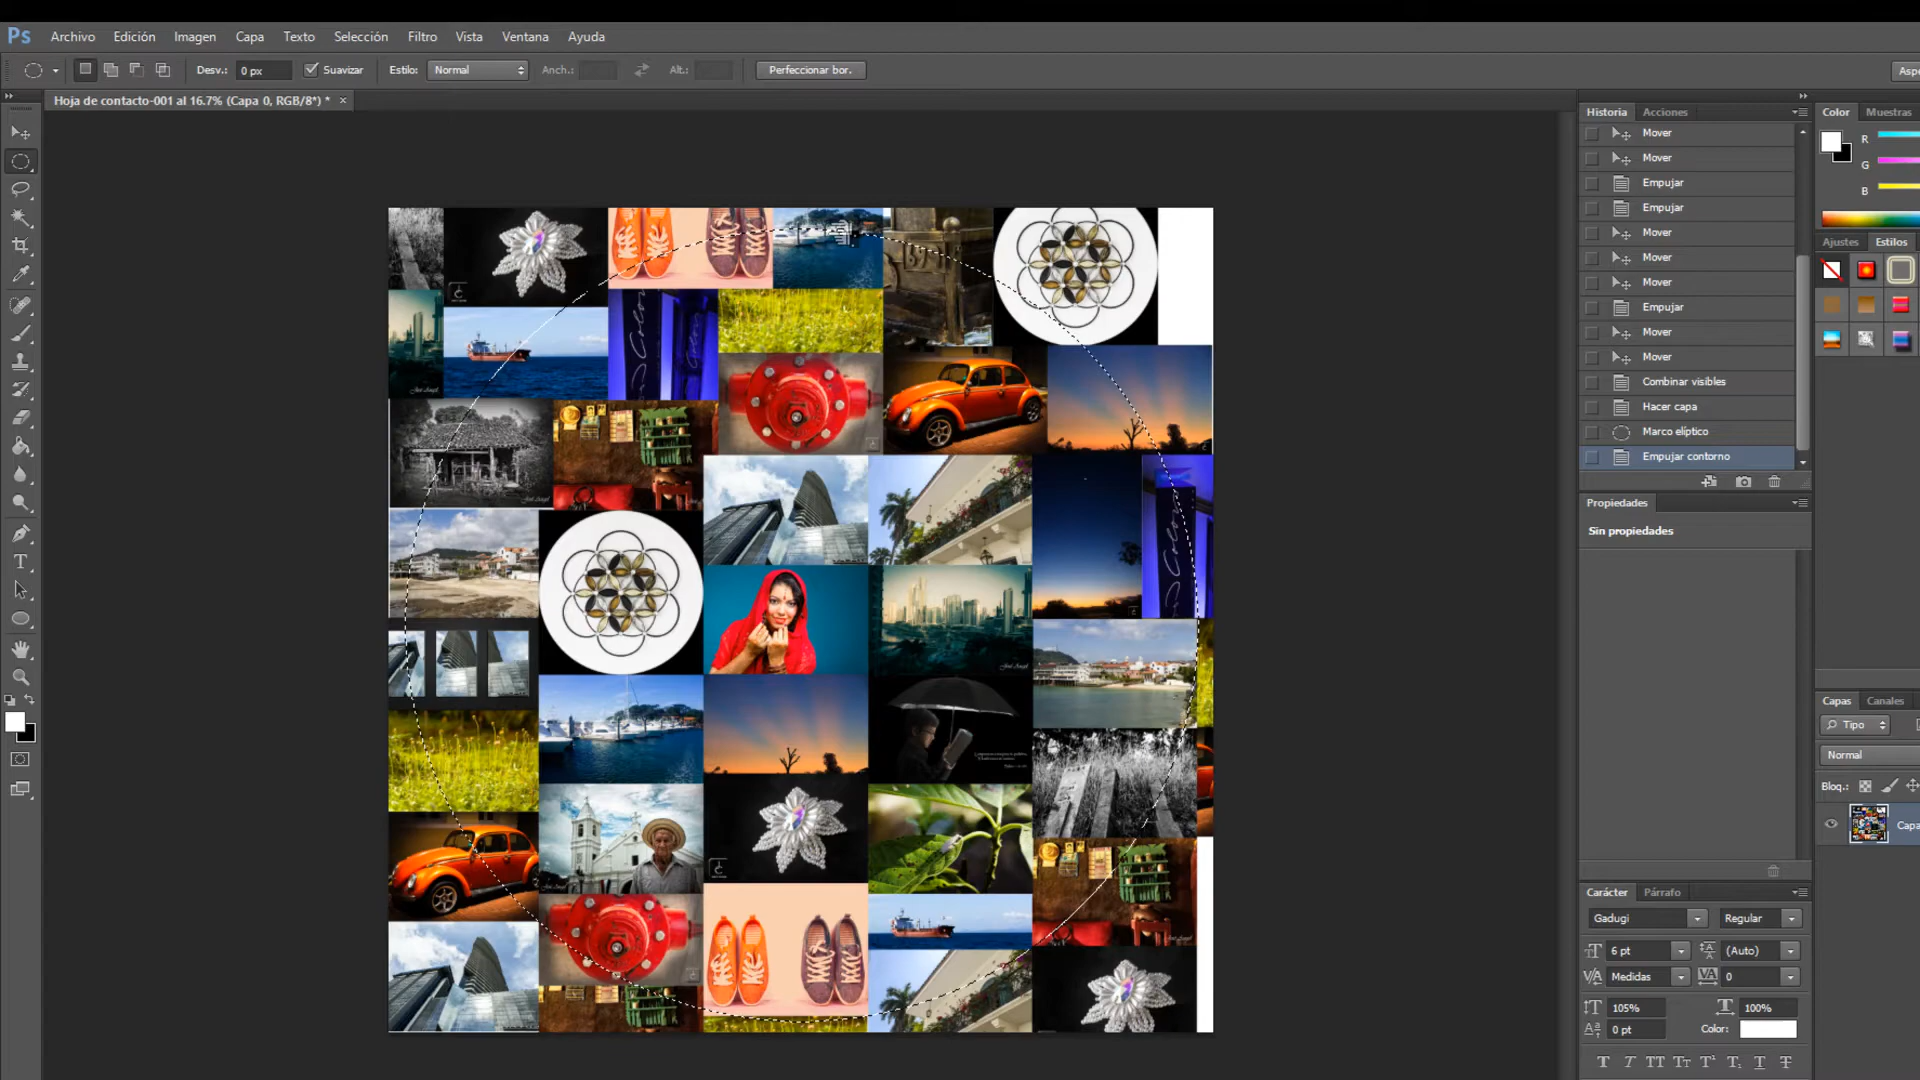 Ps Archivo Edición Imagen Capa Texto Selección Filtro Vista Ventana Ayuda
Desv.: 0 px Suavizar Estilo: Normal Anch.: Alt.: Perfeccionar bor.
Aspe
Hoja de contacto-001 al 16.7% (Capa 0, RGB/8*) * ×
Historia Acciones
Mover
Mover
Empujar
Empujar
Mover
Mover
Mover
Empujar
Mover
Mover
Combinar visibles
Hacer capa
Marco elíptico
Empujar contorno
Propiedades
Sin propiedades
Carácter Párrafo
Gadugi Regular
6 pt (Auto)
Medidas 0
105% 100%
0 pt Color:
T T TT Tт T¹ T, T T
Color Muestras
R
G
B
Ajustes Estilos
Capas Canales
Tipo
Normal
Bloq.:
Capa